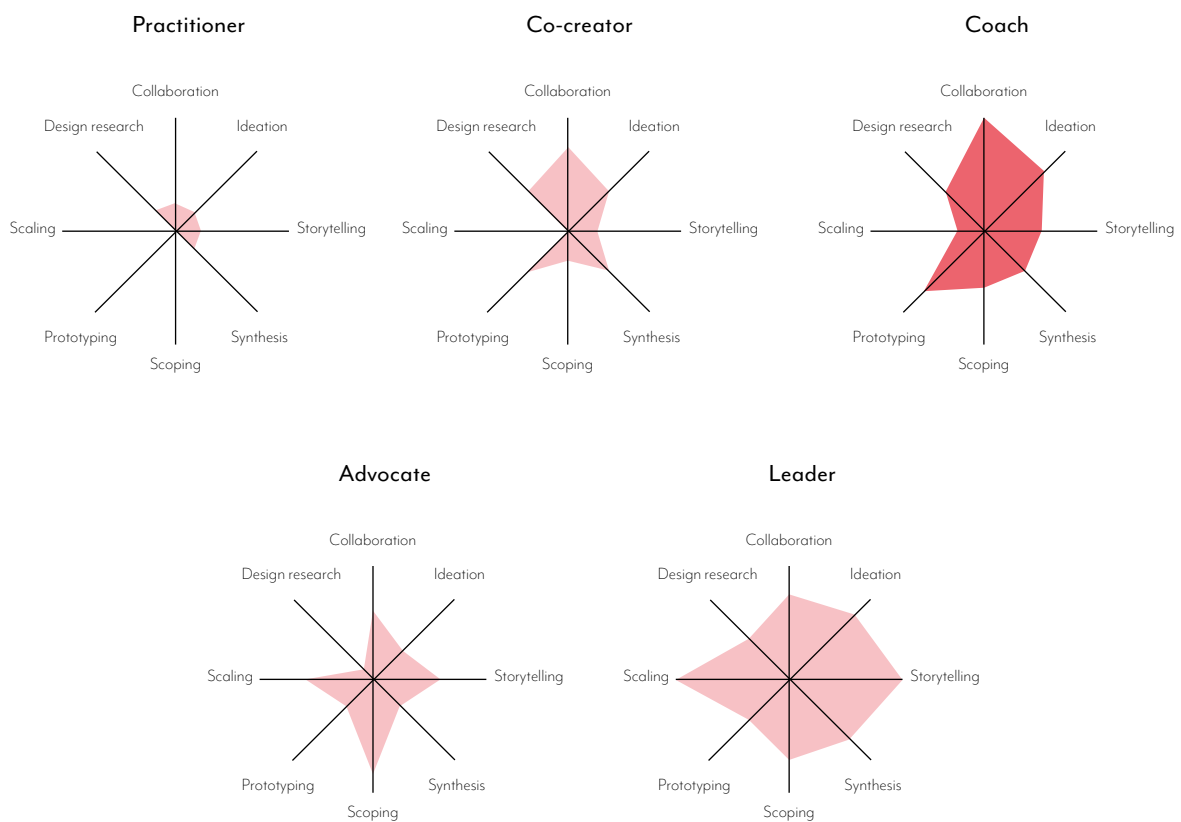 Practitioner
Co-creator
Coach
Collaboration
Collaboration
Collaboration
Design research
Ideation
Design research
Ideation
Design research
Ideation
Scaling
Storytelling
Scaling
Storytelling
Scaling
Storytelling
Prototyping
Synthesis
Prototyping
Synthesis
Prototyping
Synthesis
Scoping
Scoping
Scoping
Advocate
Leader
Collaboration
Collaboration
Design research
Ideation
Design research
Ideation
Scaling
Storytelling
Scaling
Storytelling
Prototyping
Synthesis
Prototyping
Synthesis
Scoping
Scoping